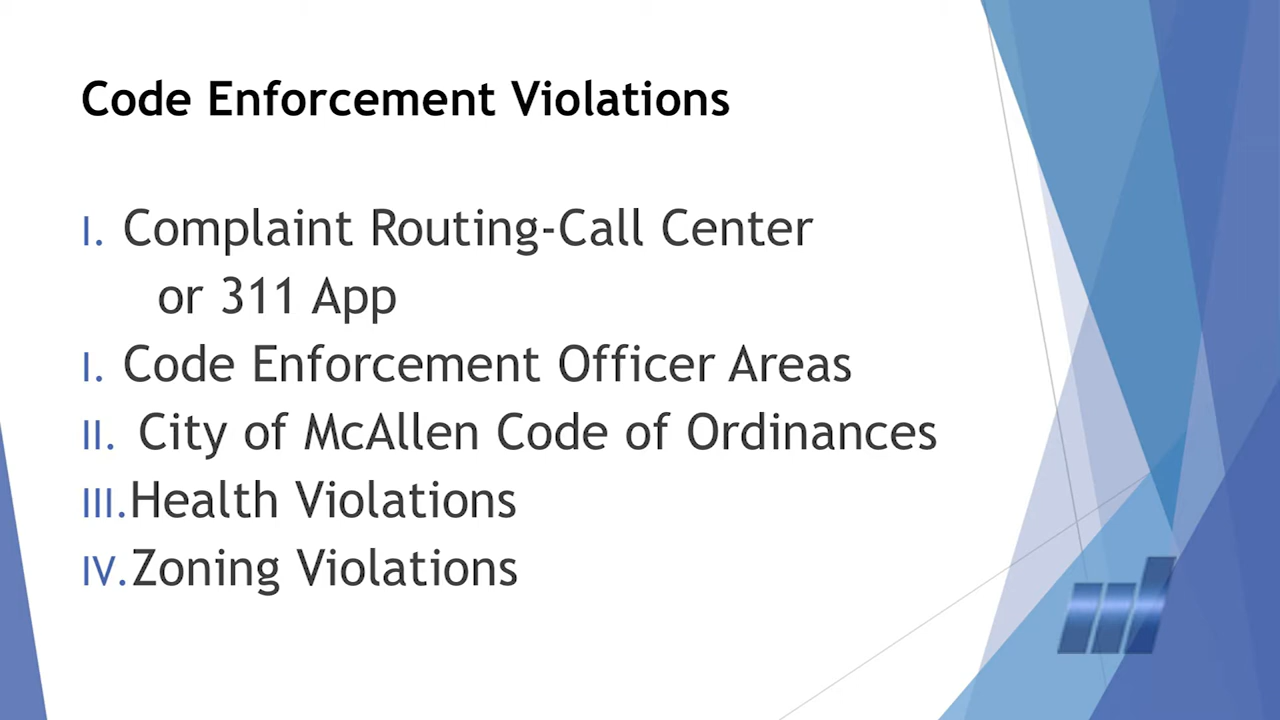 Code Enforcement Violations
I. Complaint Routing-Call Center
or 311 App
I. Code Enforcement Officer Areas
II. City of McAllen Code of Ordinances
III.Health Violations
IV.Zoning Violations